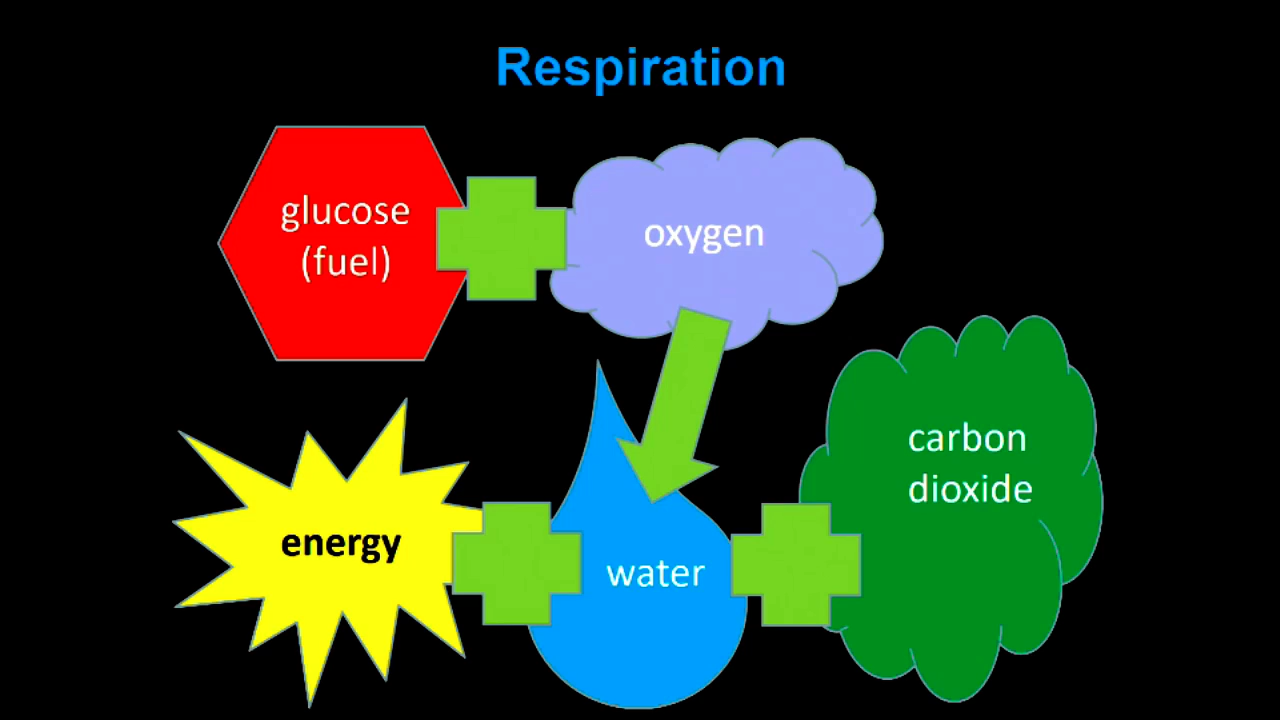 Respiration
glucose
(fuel)
oxygen
carbon
dioxide
energy
water